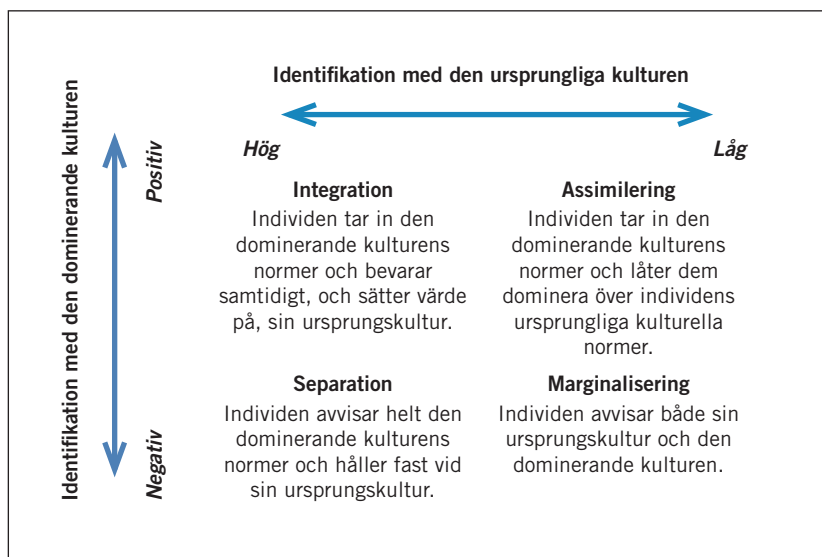 Identifikation med den ursprungliga kulturen
Hög
Låg
Identifikation med den dominerande kulturen
Positiv
Negativ
Integration
Individen tar in den
dominerande kulturens
normer och bevarar
samtidigt, och sätter värde
på, sin ursprungskultur.
Assimilering
Individen tar in den
dominerande kulturens
normer och låter dem
dominera över individens
ursprungliga kulturella
normer.
Separation
Individen avvisar helt den
dominerande kulturens
normer och håller fast vid
sin ursprungskultur.
Marginalisering
Individen avvisar både sin
ursprungskultur och den
dominerande kulturen.